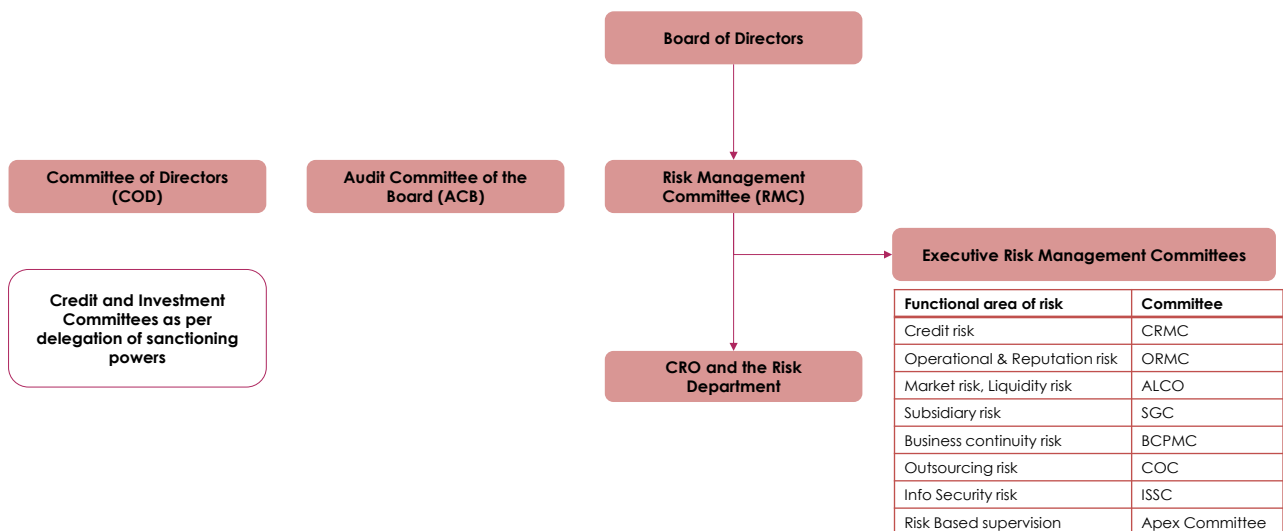 Board of Directors
Committee of Directors
(COD)
Audit Committee of the
Board (ACB)
Risk Management
Committee (RMC)
Executive Risk Management Committees
Credit and Investment
Committees as per
delegation of sanctioning
powers
CRO and the Risk
Department
Functional area of risk Committee
Credit risk CRMC
Operational & Reputation risk ORMC
Market risk, Liquidity risk ALCO
Subsidiary risk SGC
Business continuity risk BCPMC
Outsourcing risk COC
Info Security risk ISSC
Risk Based supervision Apex Committee